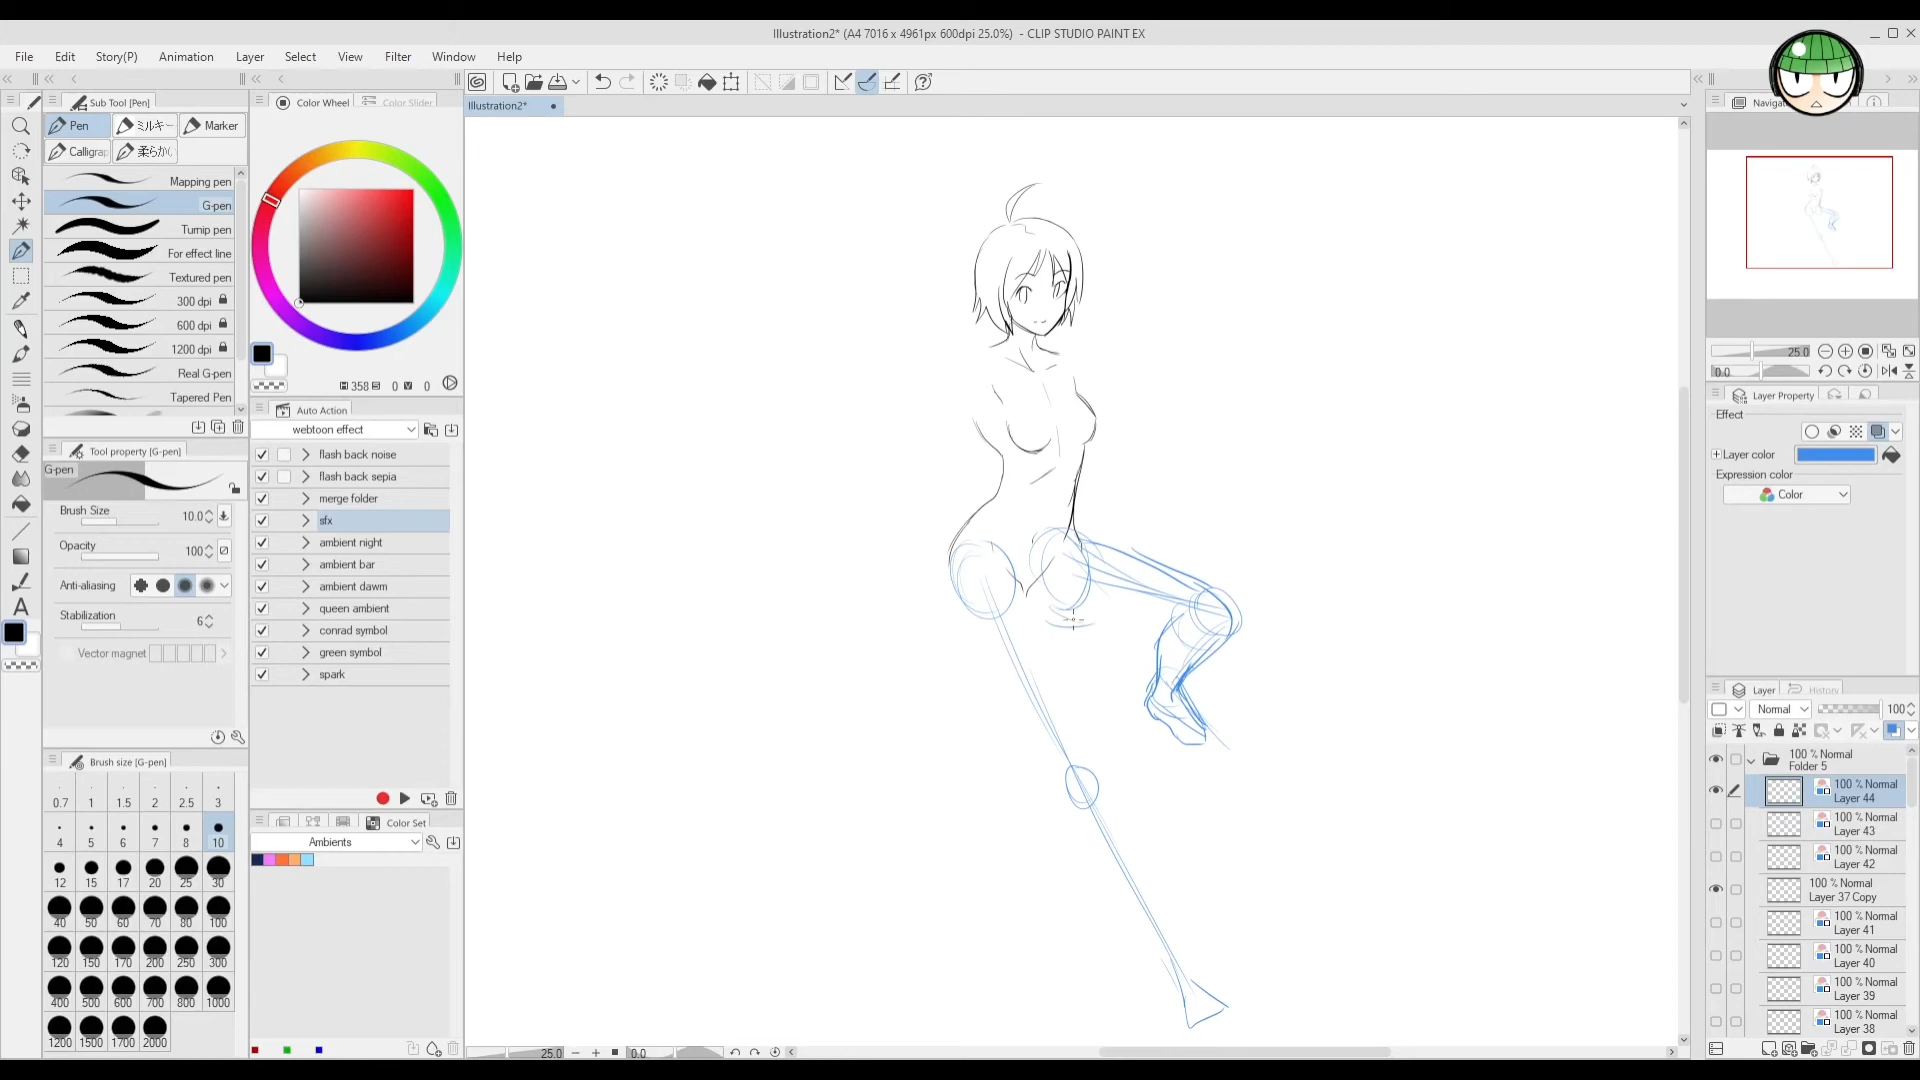 Illustration2* (A4 7016 x 4961px 600dpi 25.0%) - CLIP STUDIO PAINT EX
File Edit Story(P) Animation Layer Select View Filter Window Help
Sub Tool [Pen]
Color Wheel
Color Slider
Illustration2*
Pen
ミルキー
Marker
Calligrap
柔らかい
Mapping pen
G-pen
Turnip pen
For effect line
Textured pen
300 dpi
600 dpi
1200 dpi
Real G-pen
Tapered Pen
358 0 0
Tool property [G-pen]
G-pen
Brush Size 10.0
Opacity 100
Anti-aliasing
Stabilization 6
Vector magnet
Brush size [G-pen]
0.7 1 1.5 2 2.5 3
4 5 6 7 8 10
12 15 17 20 25 30
40 50 60 70 80 100
120 150 170 200 250 300
400 500 600 700 800 1000
1200 1500 1700 2000
Auto Action
webtoon effect
flash back noise
flash back sepia
merge folder
sfx
ambient night
ambient bar
ambient dawm
queen ambient
conrad symbol
green symbol
spark
Color Set
Ambients
25.0
0.0
25.0
0.0
Layer Property
Effect
Layer color
Expression color
Color
Layer
History
Normal 100
100 % Normal
Folder 5
100 % Normal
Layer 44
100 % Normal
Layer 43
100 % Normal
Layer 42
100 % Normal
Layer 37 Copy
100 % Normal
Layer 41
100 % Normal
Layer 40
100 % Normal
Layer 39
100 % Normal
Layer 38